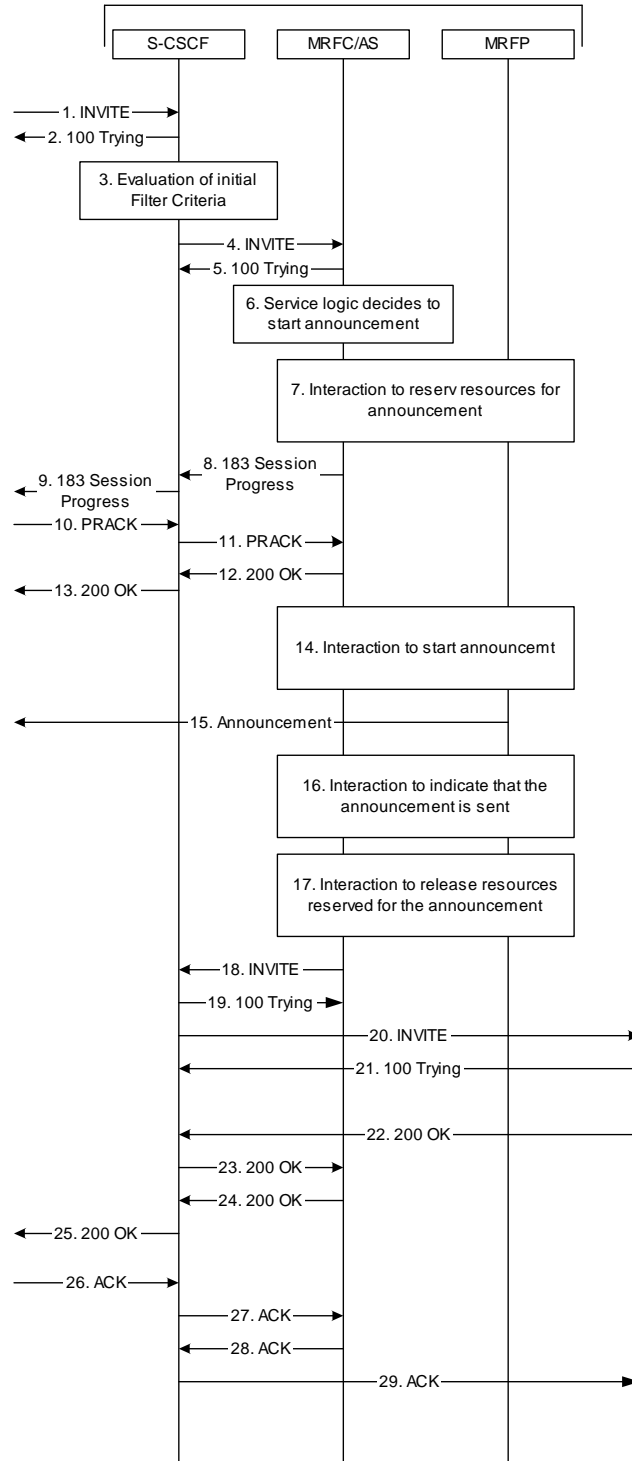 S-CSCF
MRFC/AS
MRFP
1. INVITE
2. 100 Trying
3. Evaluation of initial
Filter Criteria
4. INVITE
5. 100 Trying
6. Service logic decides to
start announcement
7. Interaction to reserv resources for
announcement
8. 183 Session
Progress
9. 183 Session
Progress
10. PRACK
11. PRACK
12. 200 OK
13. 200 OK
14. Interaction to start announcemt
15. Announcement
16. Interaction to indicate that the
announcement is sent
17. Interaction to release resources
reserved for the announcement
18. INVITE
19. 100 Trying
20. INVITE
21. 100 Trying
22. 200 OK
23. 200 OK
24. 200 OK
25. 200 OK
26. ACK
27. ACK
28. ACK
29. ACK